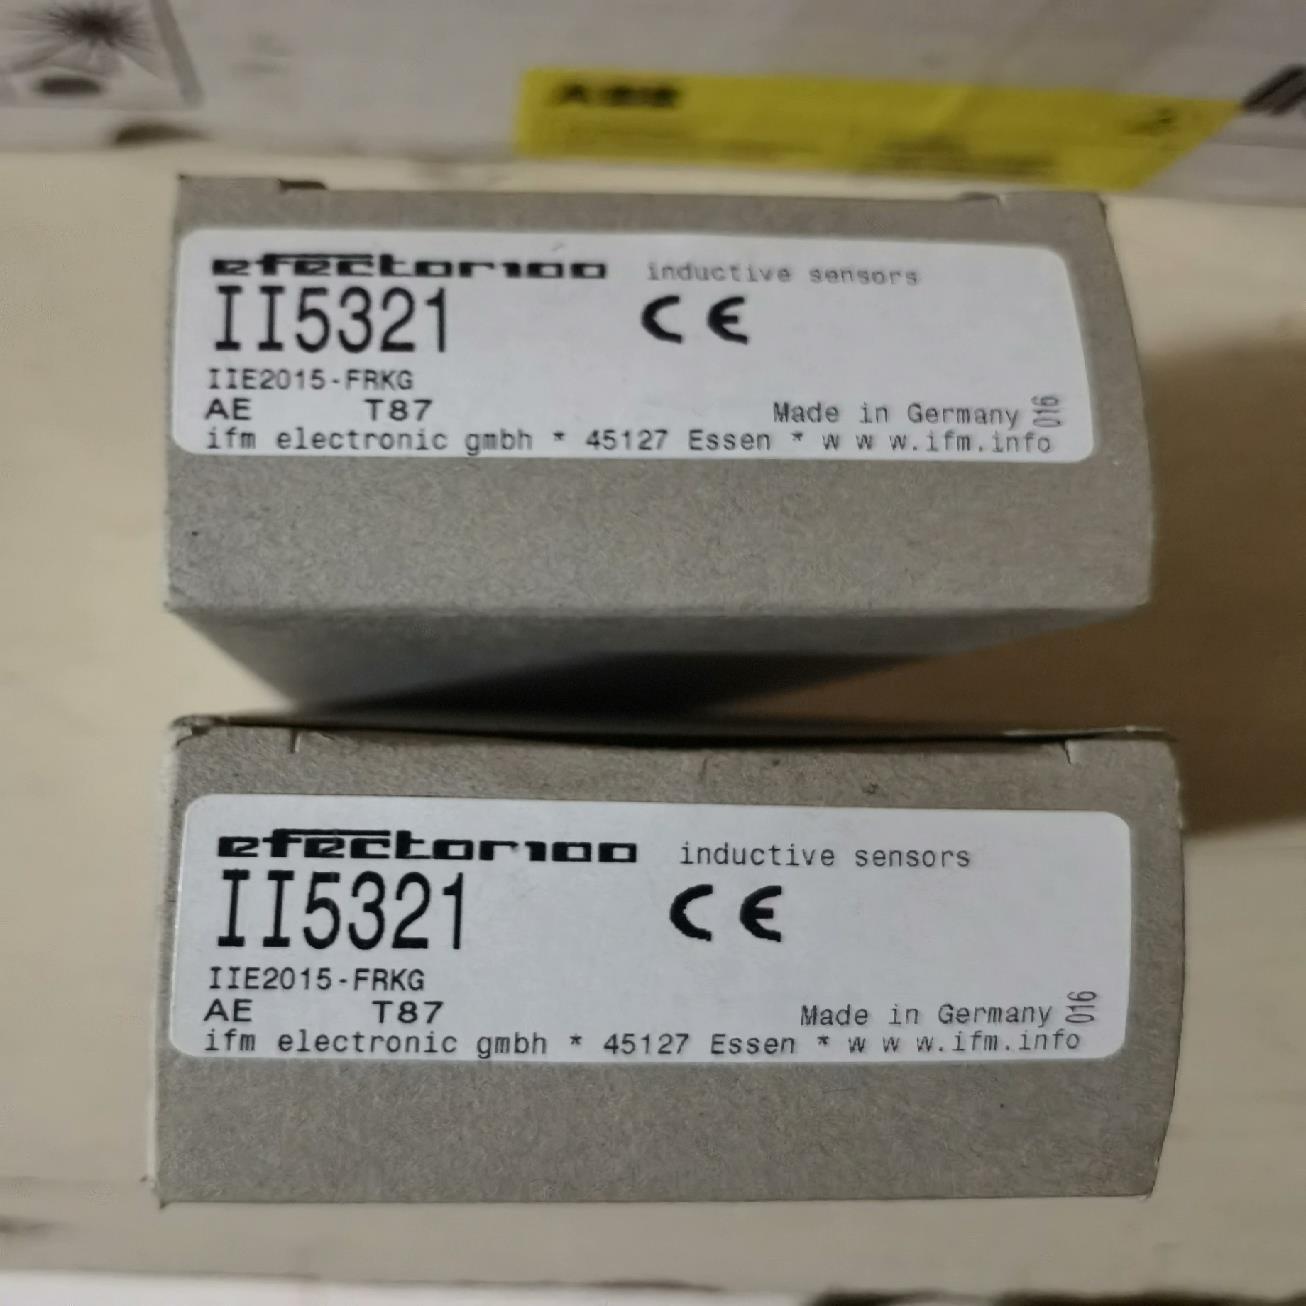 ABB
efector100 inductive sensors
II5321 CE
IIE2015-FRKG
AE T87 Made in Germany 016
ifm electronic gmbh * 45127 Essen * w w w.ifm.info
efector100 inductive sensors
II5321 CE
IIE2015-FRKG
AE T87 Made in Germany 016
ifm electronic gmbh * 45127 Essen * w w w.ifm.info